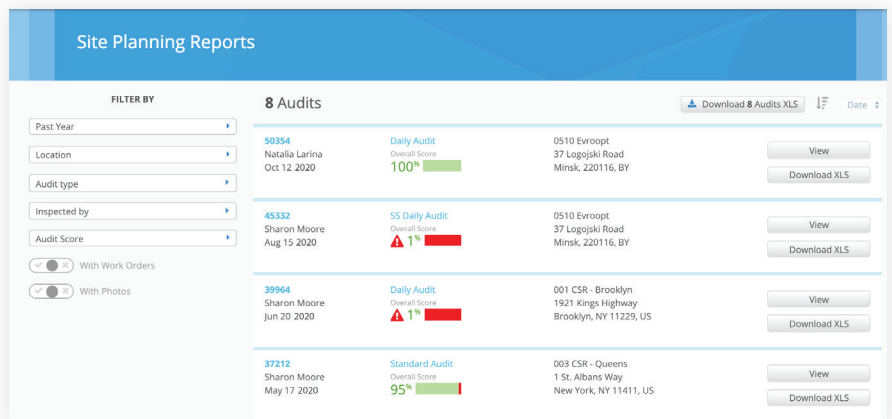 Site Planning Reports
FILTER BY
Past Year
Location
Audit type
Inspected by
Audit Score
With Work Orders
With Photos
8 Audits
Download 8 Audits XLS
Date
50354
Natalia Larina
Oct 12 2020
Daily Audit
Overall Score
100%
0510 Evroopt
37 Logojski Road
Minsk, 220116, BY
View
Download XLS
45332
Sharon Moore
Aug 15 2020
SS Daily Audit
Overall Score
1%
0510 Evroopt
37 Logojski Road
Minsk, 220116, BY
View
Download XLS
39964
Sharon Moore
Jun 20 2020
Daily Audit
Overall Score
1%
001 CSR - Brooklyn
1921 Kings Highway
Brooklyn, NY 11229, US
View
Download XLS
37212
Sharon Moore
May 17 2020
Standard Audit
Overall Score
95%
003 CSR - Queens
1 St. Albans Way
New York, NY 11411, US
View
Download XLS